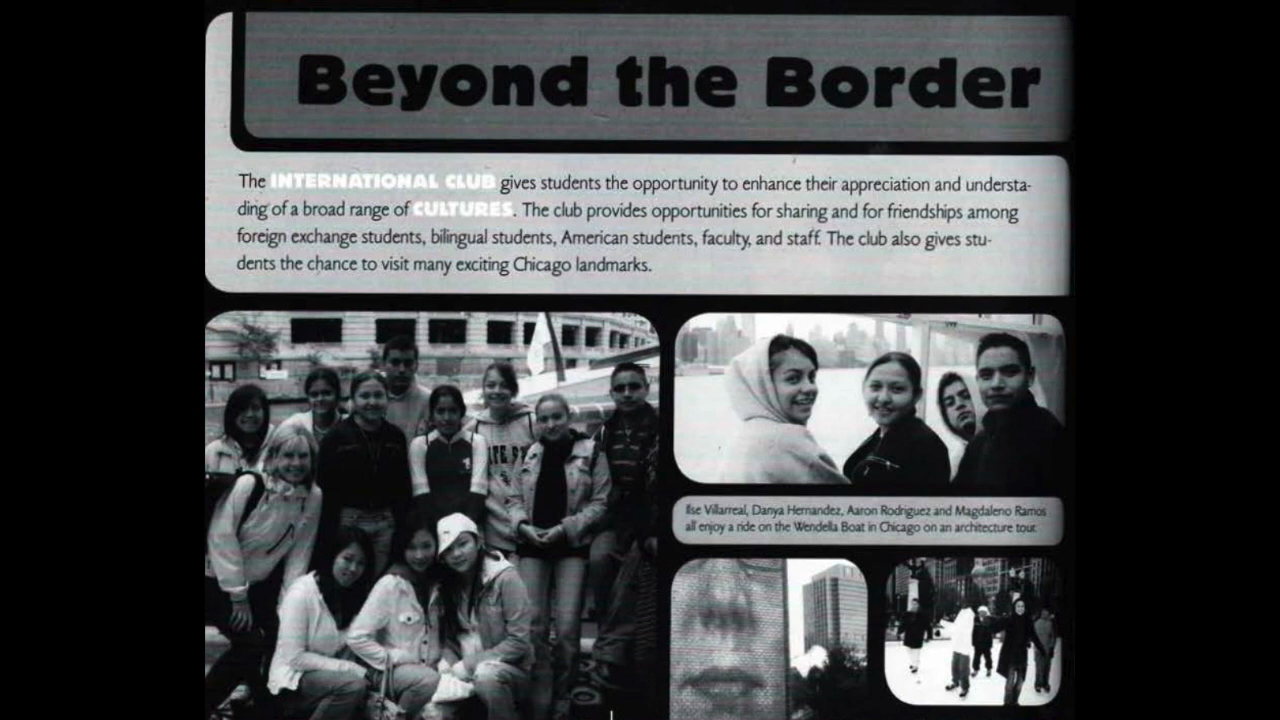 Beyond the Border
The INTERNATIONAL CLUB gives students the opportunity to enhance their appreciation and understa-
ding of a broad range of CULTURES. The club provides opportunities for sharing and for friendships among
foreign exchange students, bilingual students, American students, faculty, and staff. The club also gives stu-
dents the chance to visit many exciting Chicago landmarks.
Ilse Villarreal, Danya Hernandez, Aaron Rodriguez and Magdaleno Ramos
all enjoy a ride on the Wendella Boat in Chicago on an architecture tour.